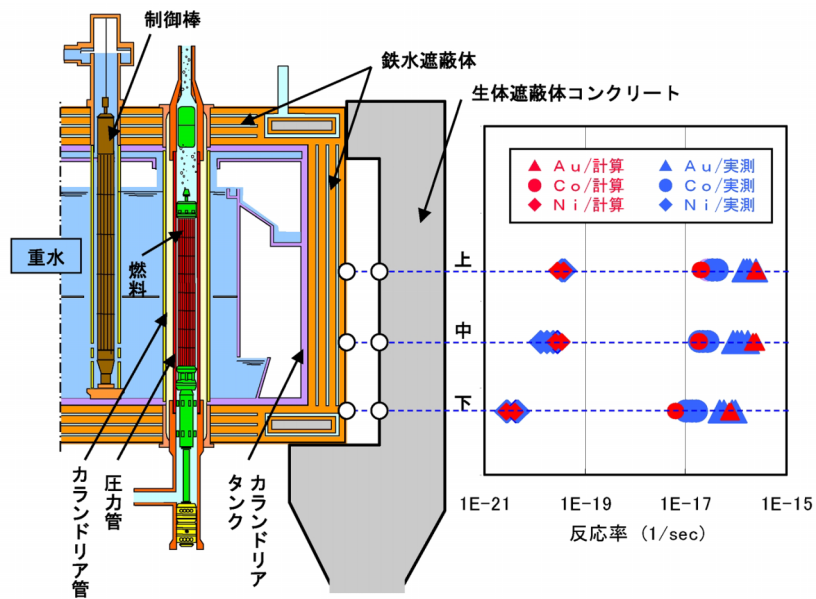 制御棒
鉄水遮蔽体
生体遮蔽体コンクリート
Au/計算
Au/実測
Co/計算
Co/実測
Ni/計算
Ni/実測
重水
燃料
上
中
下
カランドリア管
圧力管
カランドリア
タンク
1E-21
1E-19
1E-17
1E-15
反応率 (1/sec)